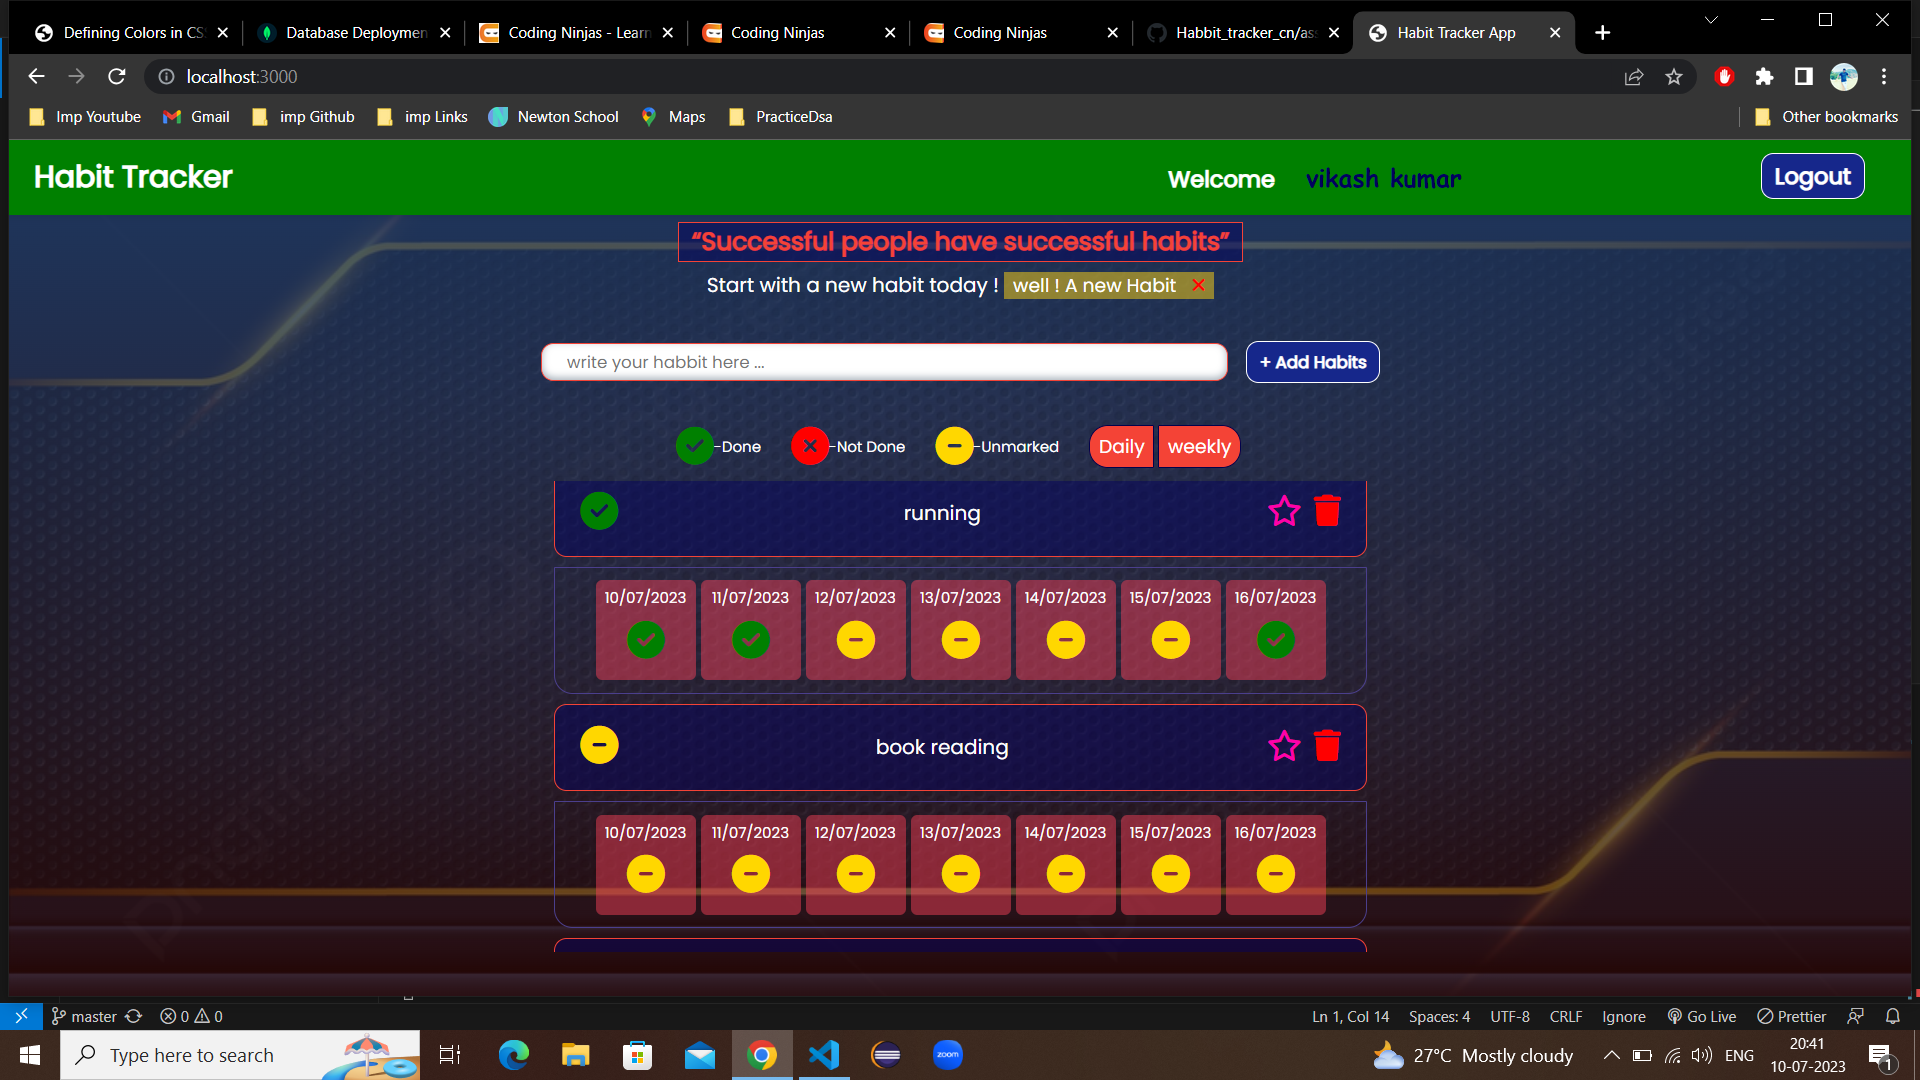 Defining Colors in CS
Database Deploymen
Coding Ninjas - Learn
Coding Ninjas
Coding Ninjas
Habbit_tracker_cn/ass
Habit Tracker App
localhost:3000
Imp Youtube
Gmail
imp Github
imp Links
Newton School
Maps
PracticeDsa
Other bookmarks
Habit Tracker
Welcome vikash kumar
Logout
“Successful people have successful habits”
Start with a new habit today ! well ! A new Habit ×
write your habbit here ...
+ Add Habits
-Done
-Not Done
-Unmarked
Daily
weekly
running
10/07/2023 11/07/2023 12/07/2023 13/07/2023 14/07/2023 15/07/2023 16/07/2023
book reading
10/07/2023 11/07/2023 12/07/2023 13/07/2023 14/07/2023 15/07/2023 16/07/2023
master
0
0
Ln 1, Col 14
Spaces: 4
UTF-8
CRLF
Ignore
Go Live
Prettier
Type here to search
zoom
27°C Mostly cloudy
ENG
20:41
10-07-2023
1